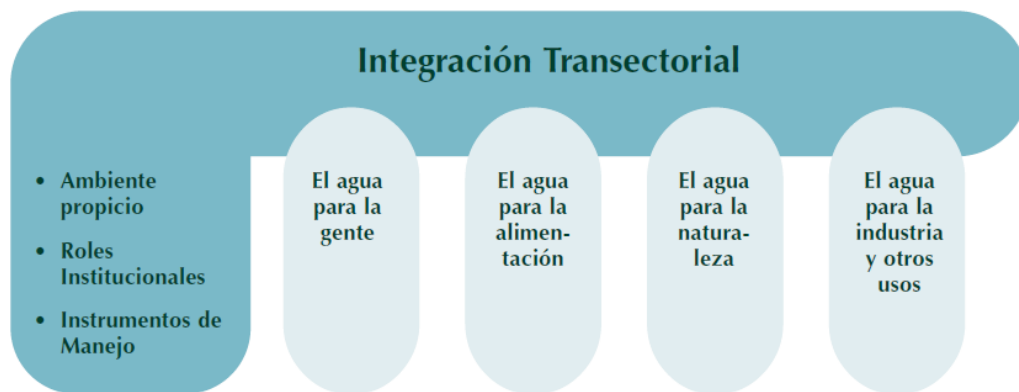 Integración Transectorial
• Ambiente
propicio
• Roles
Institucionales
• Instrumentos de
Manejo
El agua
para la
gente
El agua
para la
alimen-
tación
El agua
para la
natura-
leza
El agua
para la
industria
y otros
usos